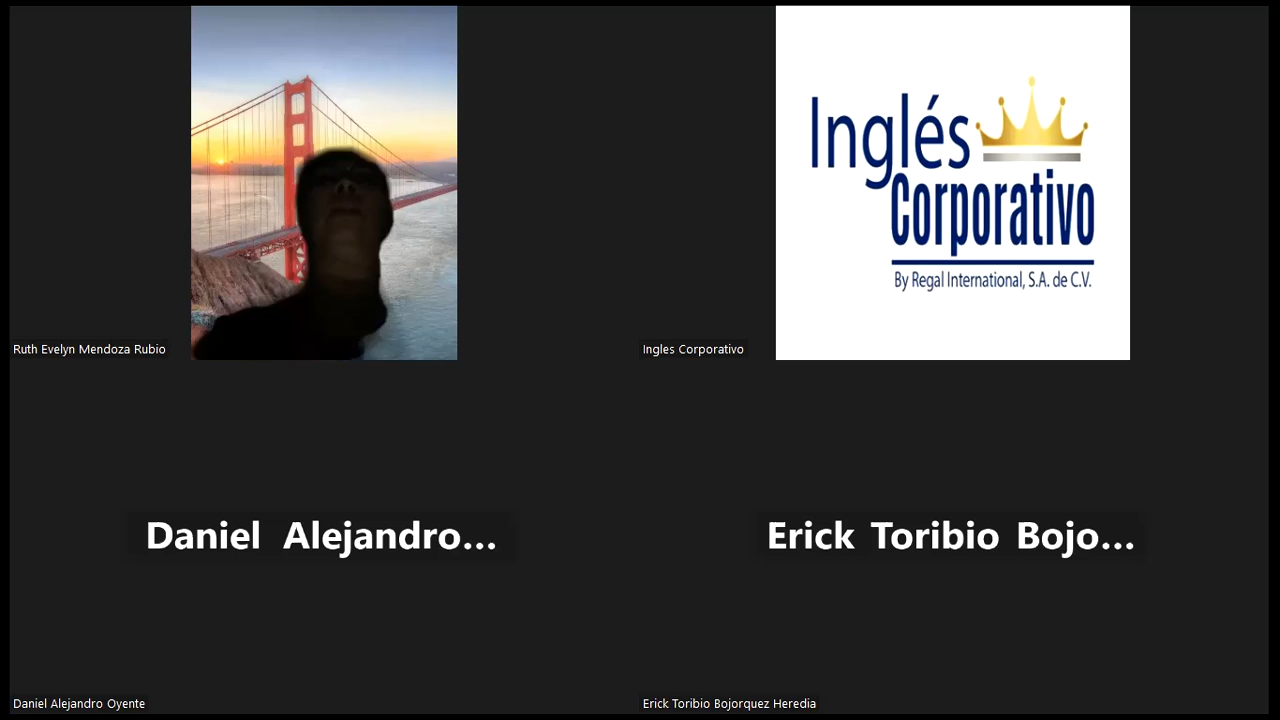 Inglés
Corporativo
By Regal International, S.A. de C.V.
Ruth Evelyn Mendoza Rubio
Ingles Corporativo
Daniel Alejandro...
Erick Toribio Bojo...
Daniel Alejandro Oyente
Erick Toribio Bojorquez Heredia